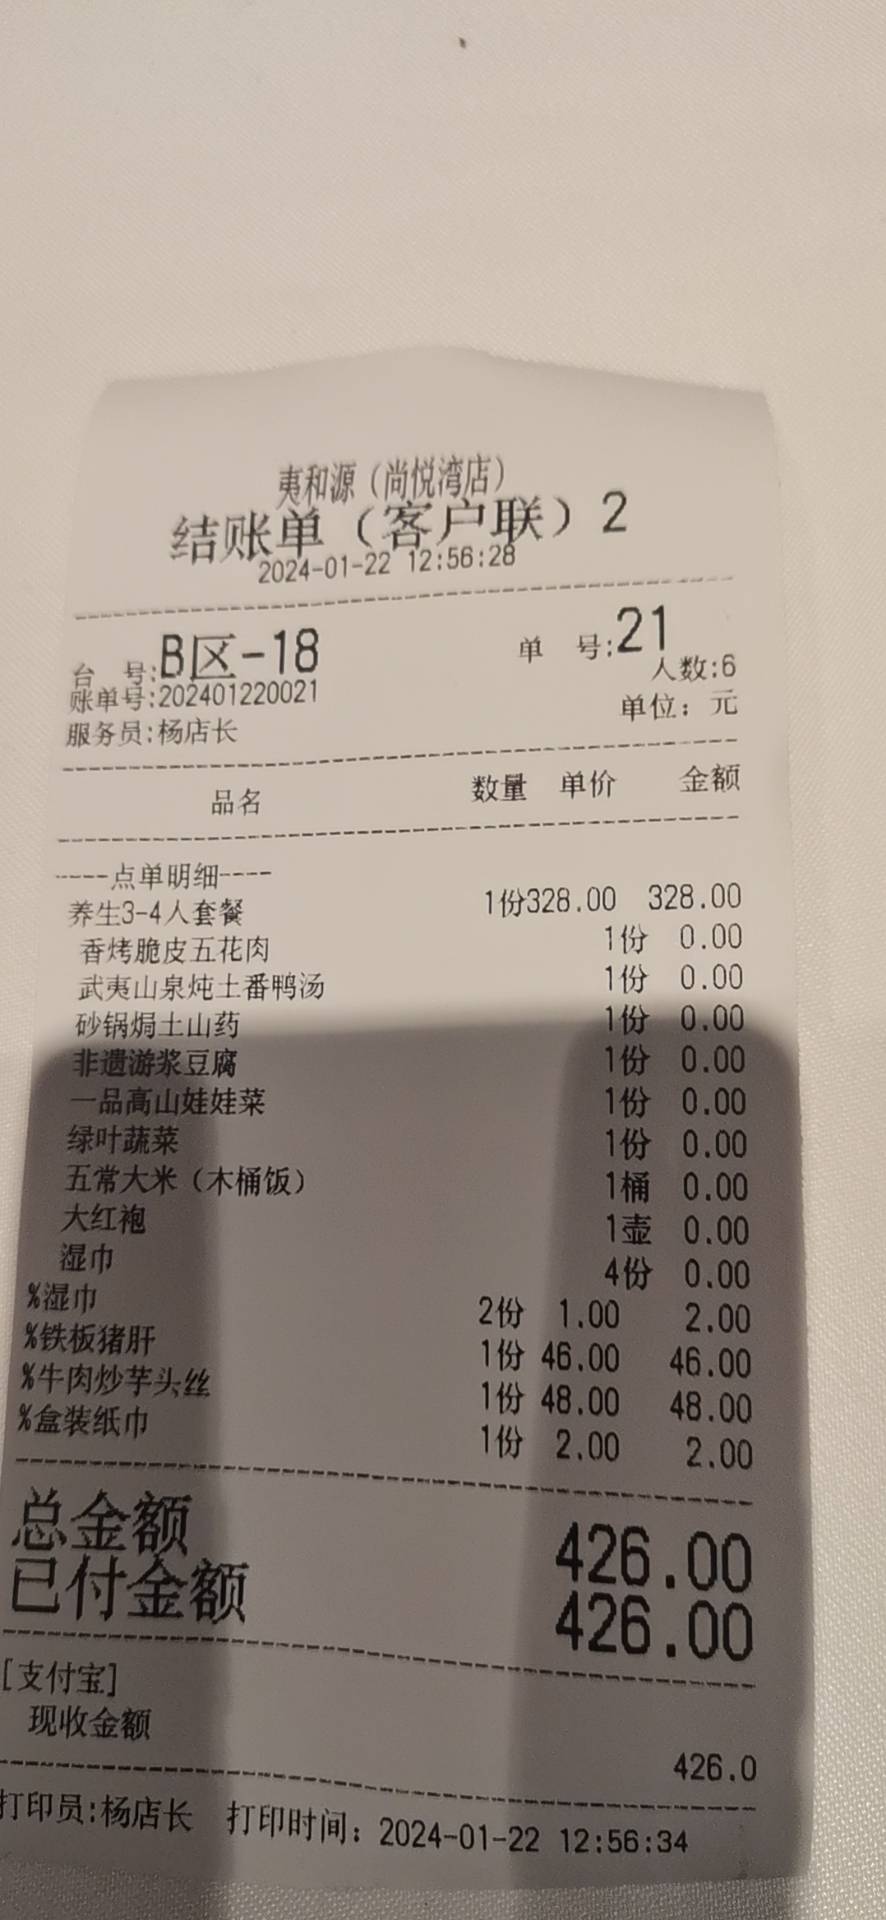 夷和源（尚悦湾店）
结账单（客户联）2
2024-01-22 12:56:28
台 号:B区-18 单 号:21
人数:6
账单号:202401220021
单位：元
服务员:杨店长
品名 数量 单价 金额
----点单明细----
养生3-4人套餐 1份328.00 328.00
香烤脆皮五花肉 1份 0.00
武夷山泉炖土番鸭汤 1份 0.00
砂锅焗土山药 1份 0.00
非遗游浆豆腐 1份 0.00
一品高山娃娃菜 1份 0.00
绿叶蔬菜 1份 0.00
五常大米（木桶饭） 1桶 0.00
大红袍 1壶 0.00
湿巾 4份 0.00
%湿巾 2份 1.00 2.00
%铁板猪肝 1份 46.00 46.00
%牛肉炒芋头丝 1份 48.00 48.00
%盒装纸巾 1份 2.00 2.00
总金额 426.00
已付金额 426.00
[支付宝]
现收金额 426.0
打印员:杨店长 打印时间：2024-01-22 12:56:34